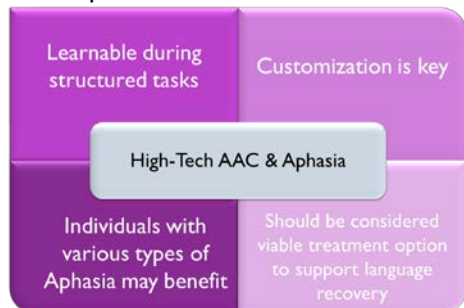 Learnable during
structured tasks
Customization is key
High-Tech AAC & Aphasia
Individuals with
various types of
Aphasia may benefit
Should be considered
viable treatment option
to support language
recovery